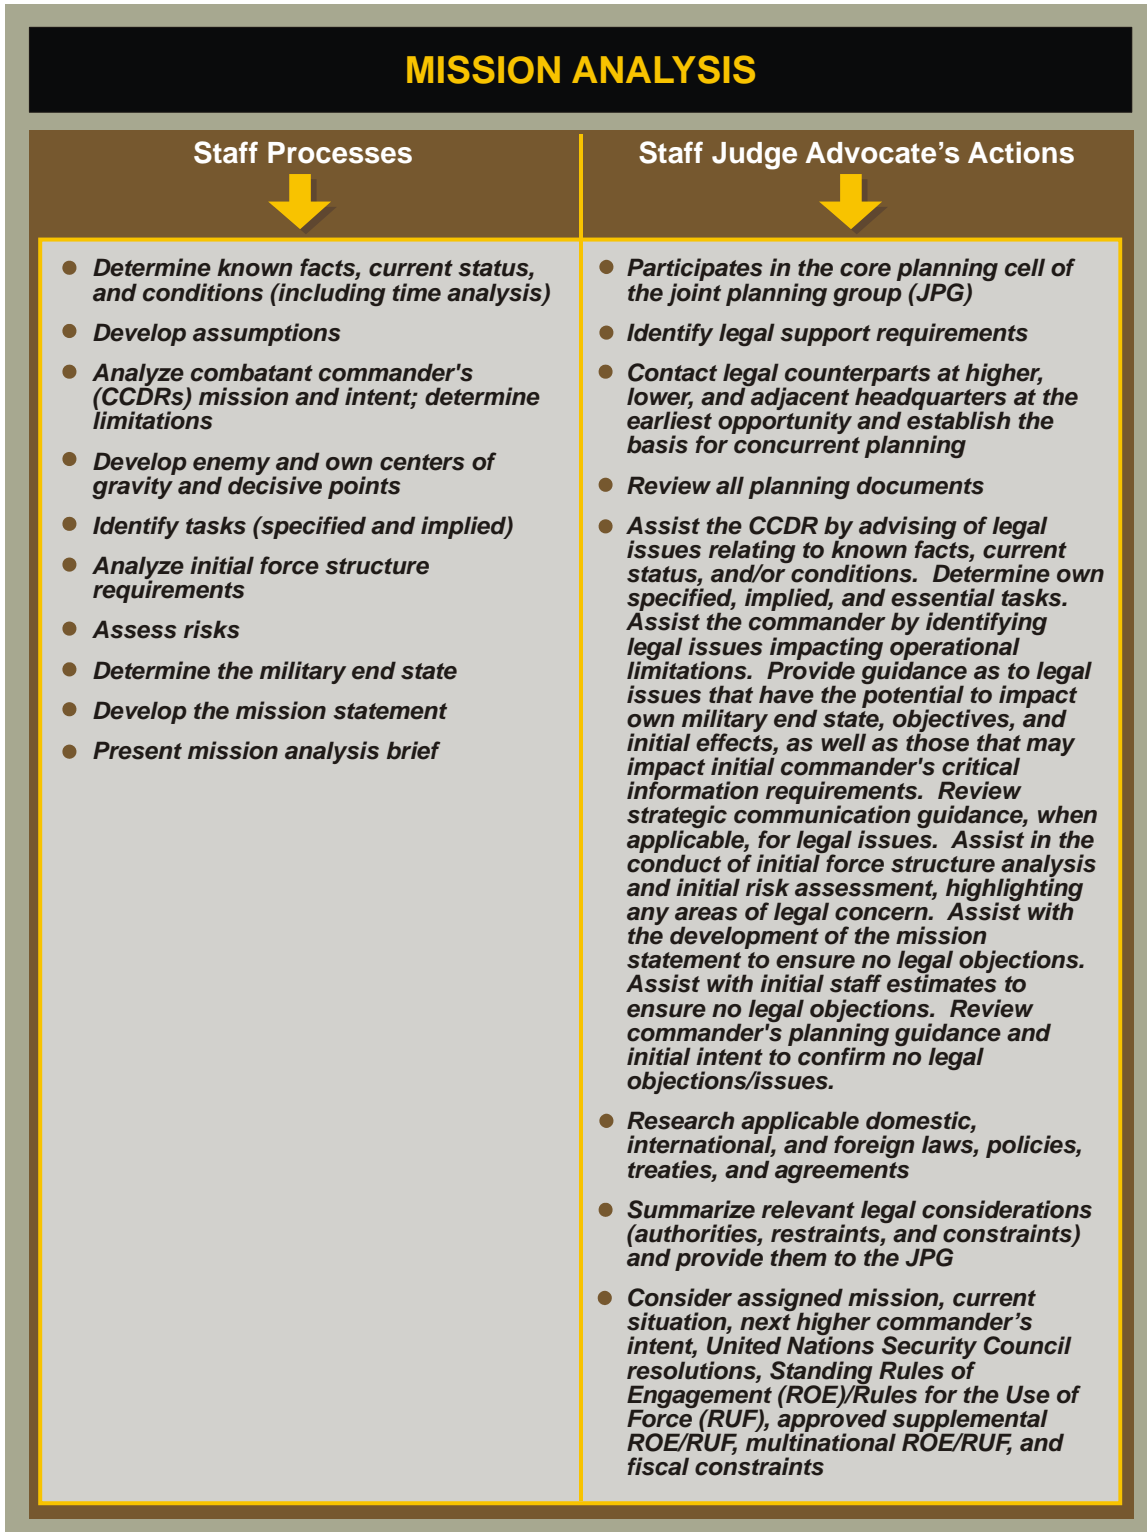 MISSION ANALYSIS
Staff Processes
● Determine known facts, current status,
and conditions (including time analysis)
● Develop assumptions
● Analyze combatant commander's
(CCDRs) mission and intent; determine
limitations
● Develop enemy and own centers of
gravity and decisive points
● Identify tasks (specified and implied)
● Analyze initial force structure
requirements
● Assess risks
● Determine the military end state
● Develop the mission statement
● Present mission analysis brief
Staff Judge Advocate’s Actions
● Participates in the core planning cell of
the joint planning group (JPG)
● Identify legal support requirements
● Contact legal counterparts at higher,
lower, and adjacent headquarters at the
earliest opportunity and establish the
basis for concurrent planning
● Review all planning documents
● Assist the CCDR by advising of legal
issues relating to known facts, current
status, and/or conditions.  Determine own
specified, implied, and essential tasks.
Assist the commander by identifying
legal issues impacting operational
limitations.  Provide guidance as to legal
issues that have the potential to impact
own military end state, objectives, and
initial effects, as well as those that may
impact initial commander's critical
information requirements.  Review
strategic communication guidance, when
applicable, for legal issues.  Assist in the
conduct of initial force structure analysis
and initial risk assessment, highlighting
any areas of legal concern.  Assist with
the development of the mission
statement to ensure no legal objections.
Assist with initial staff estimates to
ensure no legal objections.  Review
commander's planning guidance and
initial intent to confirm no legal
objections/issues.
● Research applicable domestic,
international, and foreign laws, policies,
treaties, and agreements
● Summarize relevant legal considerations
(authorities, restraints, and constraints)
and provide them to the JPG
● Consider assigned mission, current
situation, next higher commander’s
intent, United Nations Security Council
resolutions, Standing Rules of
Engagement (ROE)/Rules for the Use of
Force (RUF), approved supplemental
ROE/RUF, multinational ROE/RUF, and
fiscal constraints